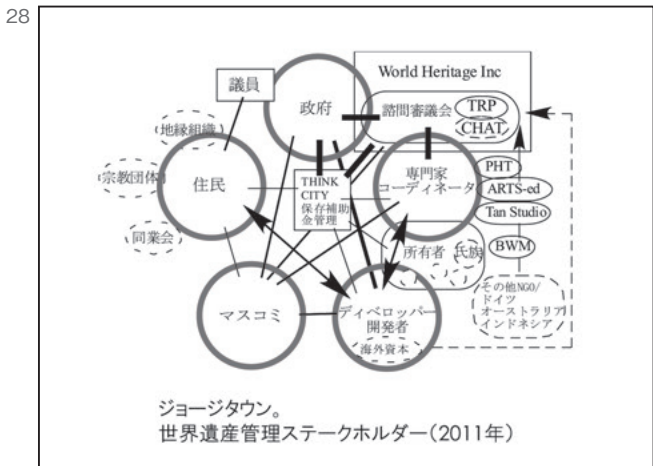 28
World Heritage Inc
議員
政府
諮問審議会
TRP
CHAT
地縁組織
宗教団体
住民
同業会
THINK
CITY
保存補助
金管理
専門家
コーディネータ
PHT
ARTS-ed
Tan Studio
BWM
所有者
氏族
マスコミ
ディベロッパー
開発者
海外資本
その他NGO/
ドイツ
オーストラリア
インドネシア
ジョージタウン。
世界遺産管理ステークホルダー(2011年)